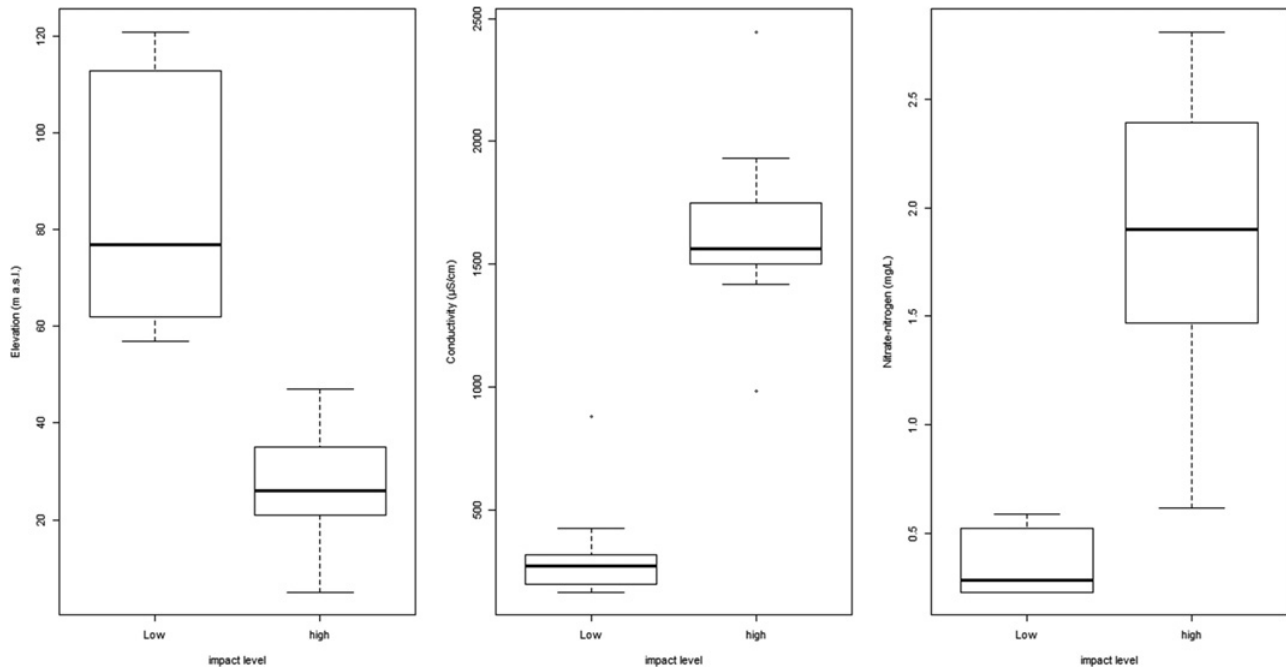 Elevation (m a.s.l.)
120
100
80
60
40
20
Low
high
impact level
Conductivity (µS/cm)
2500
2000
1500
1000
500
Low
high
impact level
Nitrate-nitrogen (mg/L)
2.5
2.0
1.5
1.0
0.5
Low
high
impact level